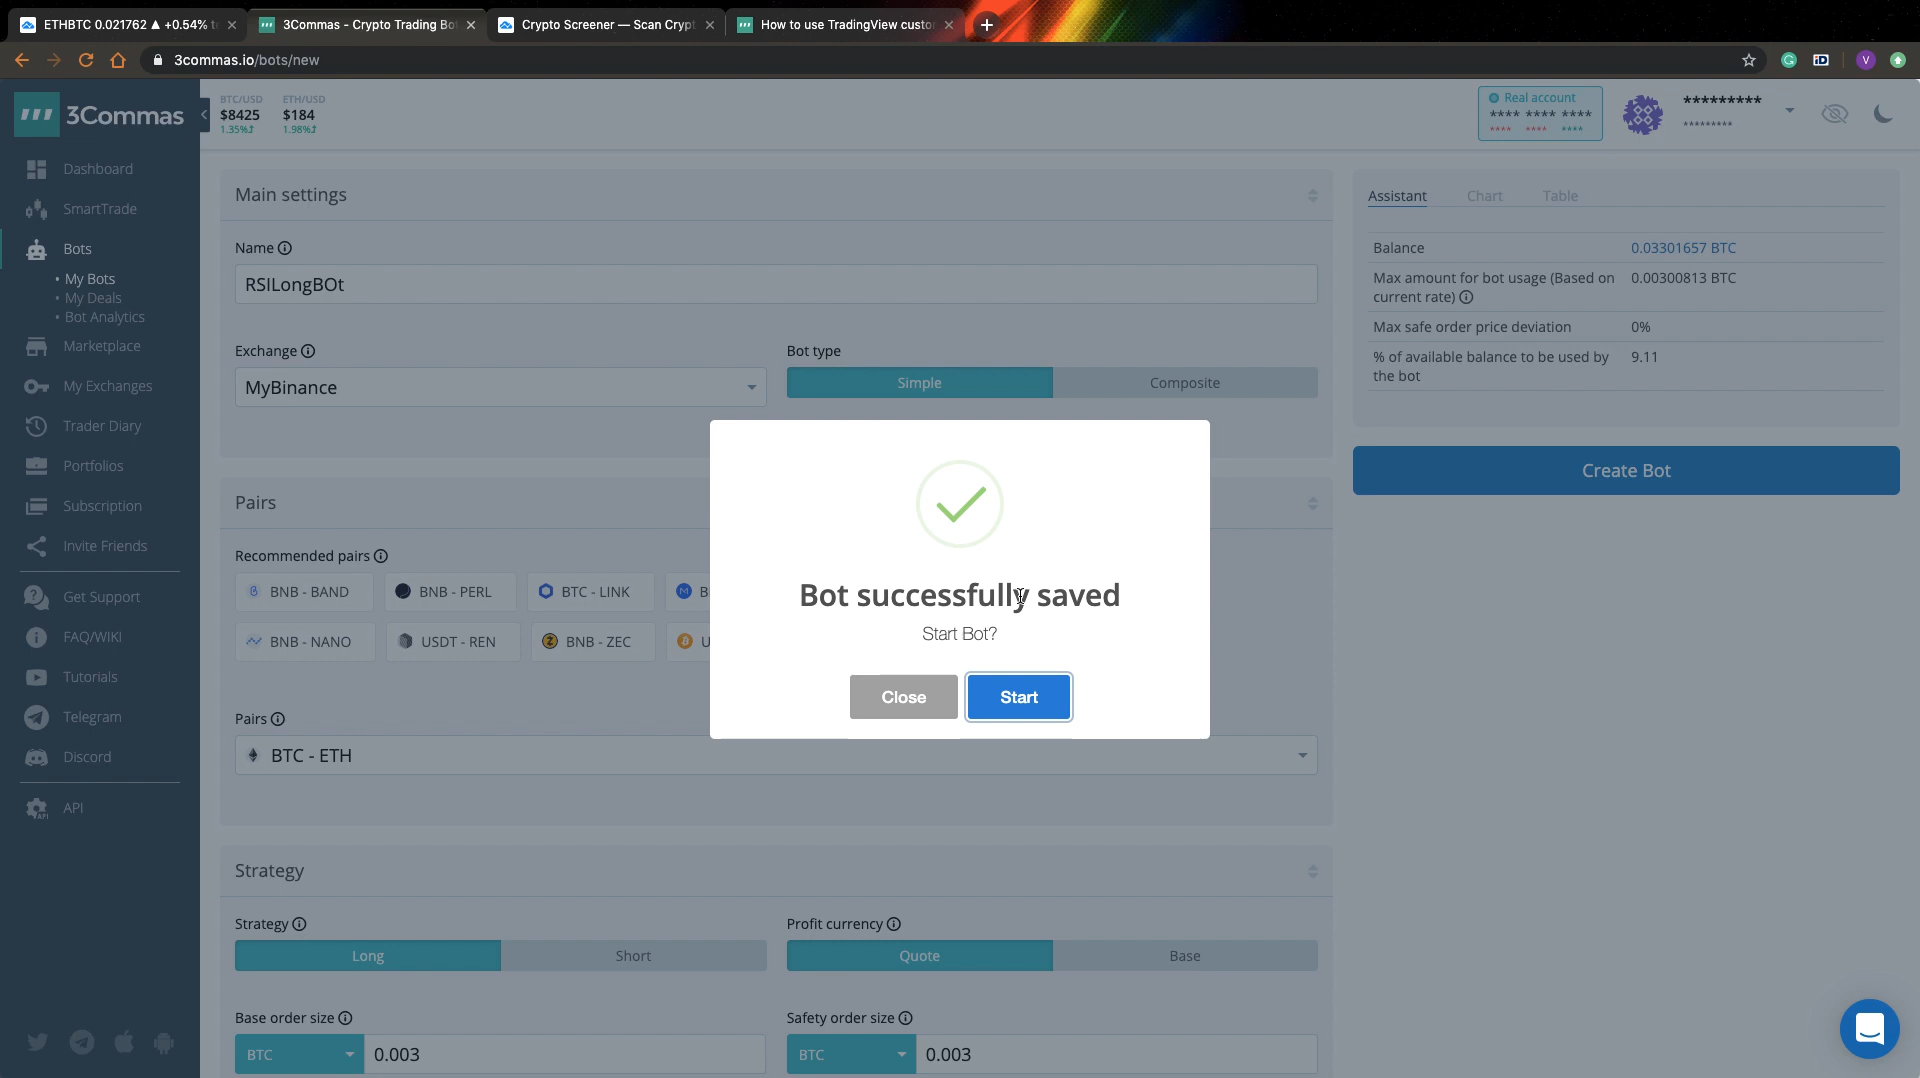 ETHBTC 0.021762 ▲ +0.54%
3Commas - Crypto Trading Bo
Crypto Screener — Scan Crypt
How to use TradingView custo
3commas.io/bots/new
V
3Commas
BTC/USD
$8425
1.35%
ETH/USD
$184
1.98%
Real account
**** **** ****
**** **** ****
*********
*********
Dashboard
SmartTrade
Bots
• My Bots
• My Deals
• Bot Analytics
Marketplace
My Exchanges
Trader Diary
Portfolios
Subscription
Invite Friends
Get Support
FAQ/WIKI
Tutorials
Telegram
Discord
API
Main settings
Name
RSILongBOt
Exchange
MyBinance
Bot type
Simple
Composite
Pairs
Recommended pairs
BNB - BAND
BNB - PERL
BTC - LINK
BNB - NANO
USDT - REN
BNB - ZEC
Pairs
BTC - ETH
Strategy
Strategy
Long
Short
Profit currency
Quote
Base
Base order size
BTC
0.003
Safety order size
BTC
0.003
Bot successfully saved
Start Bot?
Close
Start
Assistant
Chart
Table
Balance
0.03301657 BTC
Max amount for bot usage (Based on
current rate)
0.00300813 BTC
Max safe order price deviation
0%
% of available balance to be used by
the bot
9.11
Create Bot